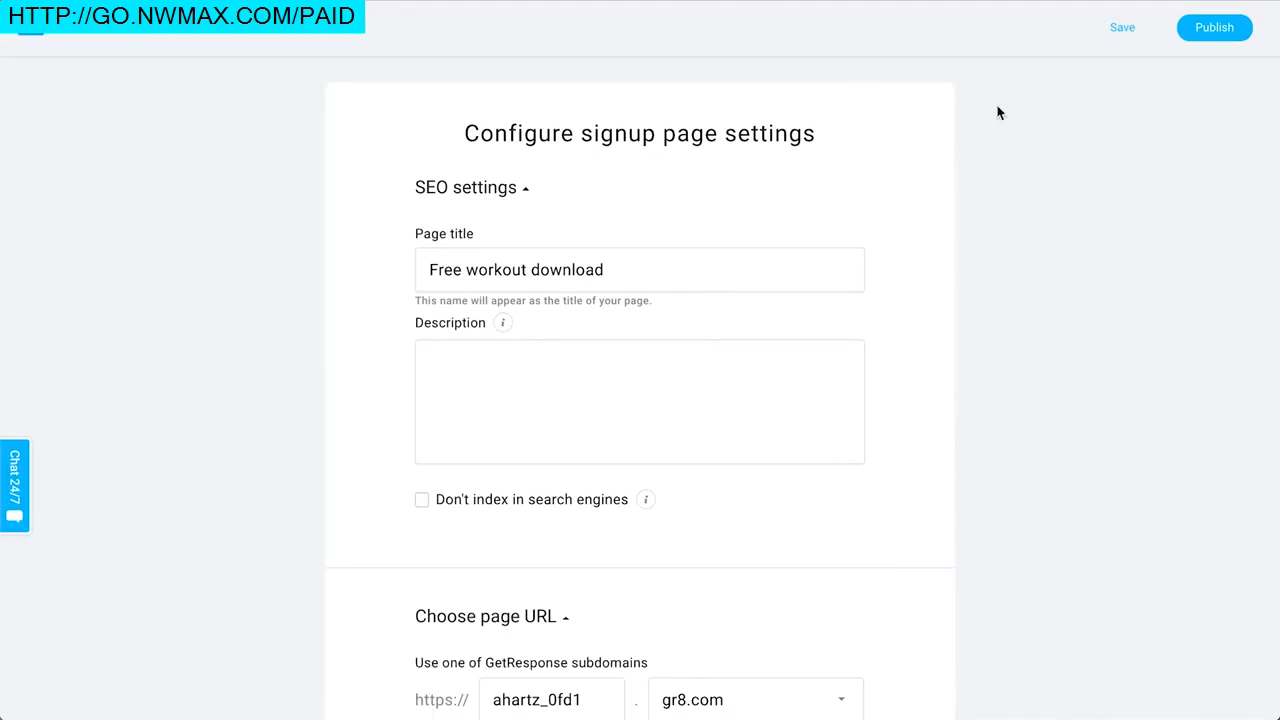 HTTP://GO.NWMAX.COM/PAID
Save
Publish
Configure signup page settings
SEO settings
Page title
Free workout download
This name will appear as the title of your page.
Description i
Don't index in search engines i
Choose page URL
Use one of GetResponse subdomains
https:// ahartz_0fd1 . gr8.com
Chat 24/7